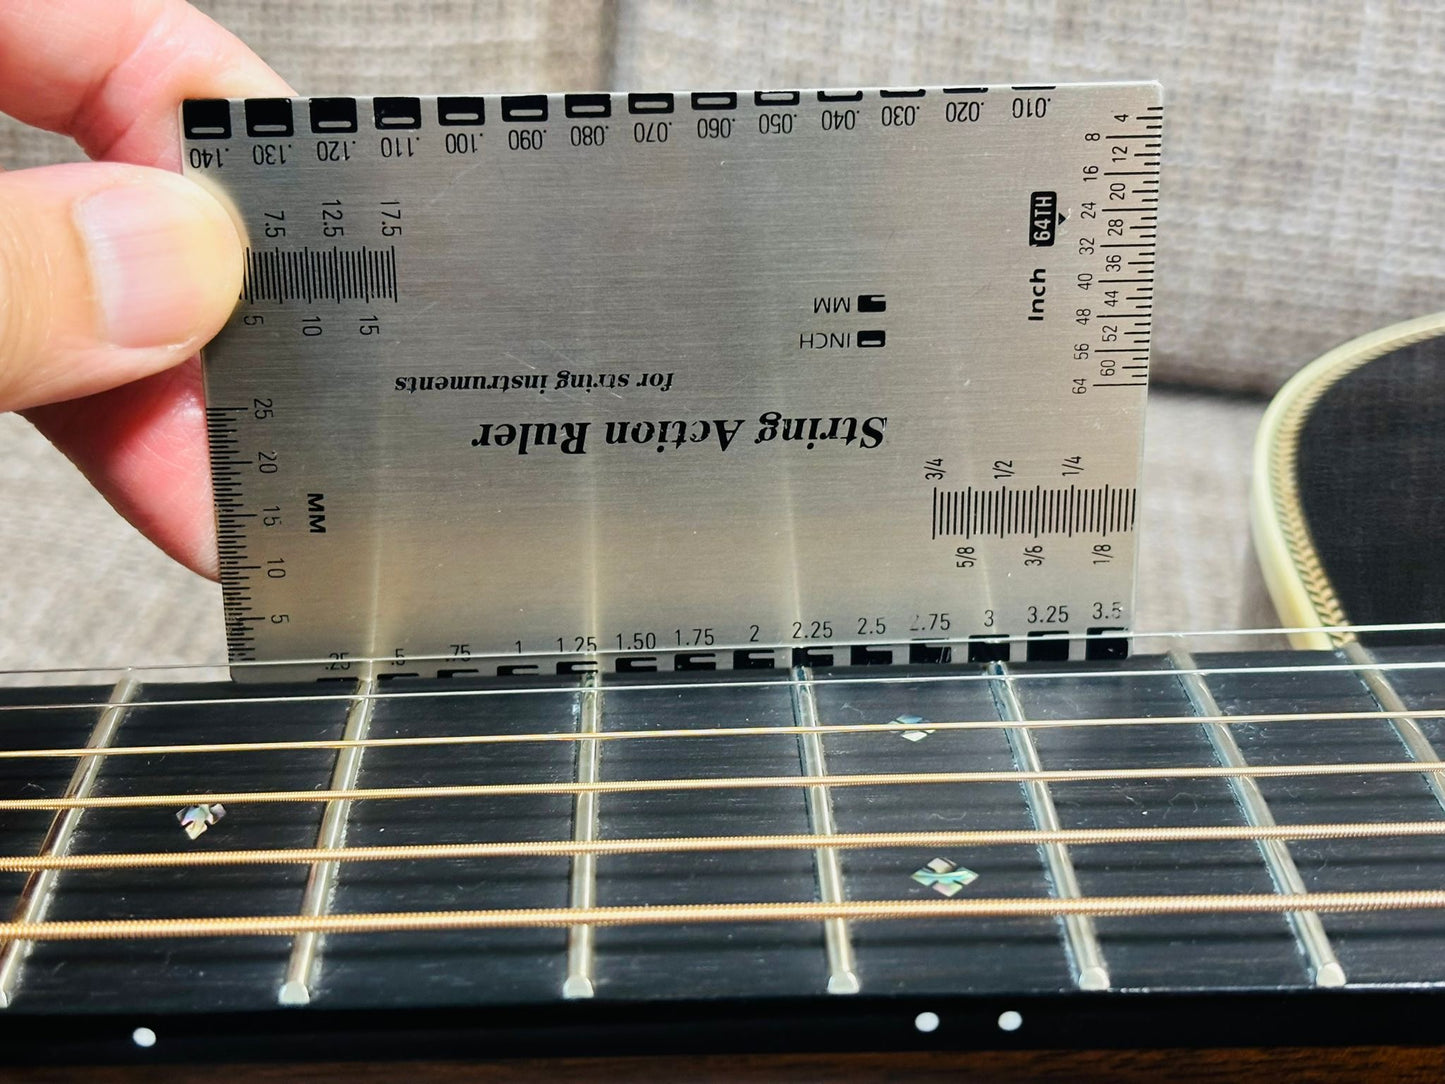 .140 .130 .120 .110 .100 .090 .080 .070 .060 .050 .040 .030 .020 .010
7.5 12.5 17.5
5 10 15
4 8 12 16 20 24 28 32 36 40 44 48 52 56 60 64
Inch 64TH
MM
INCH
for string instruments
String Action Ruler
25 20 15 10 5
MM
3/4 1/2 1/4
5/8 3/6 1/8
.25 .5 .75 1 1.25 1.50 1.75 2 2.25 2.5 2.75 3 3.25 3.5